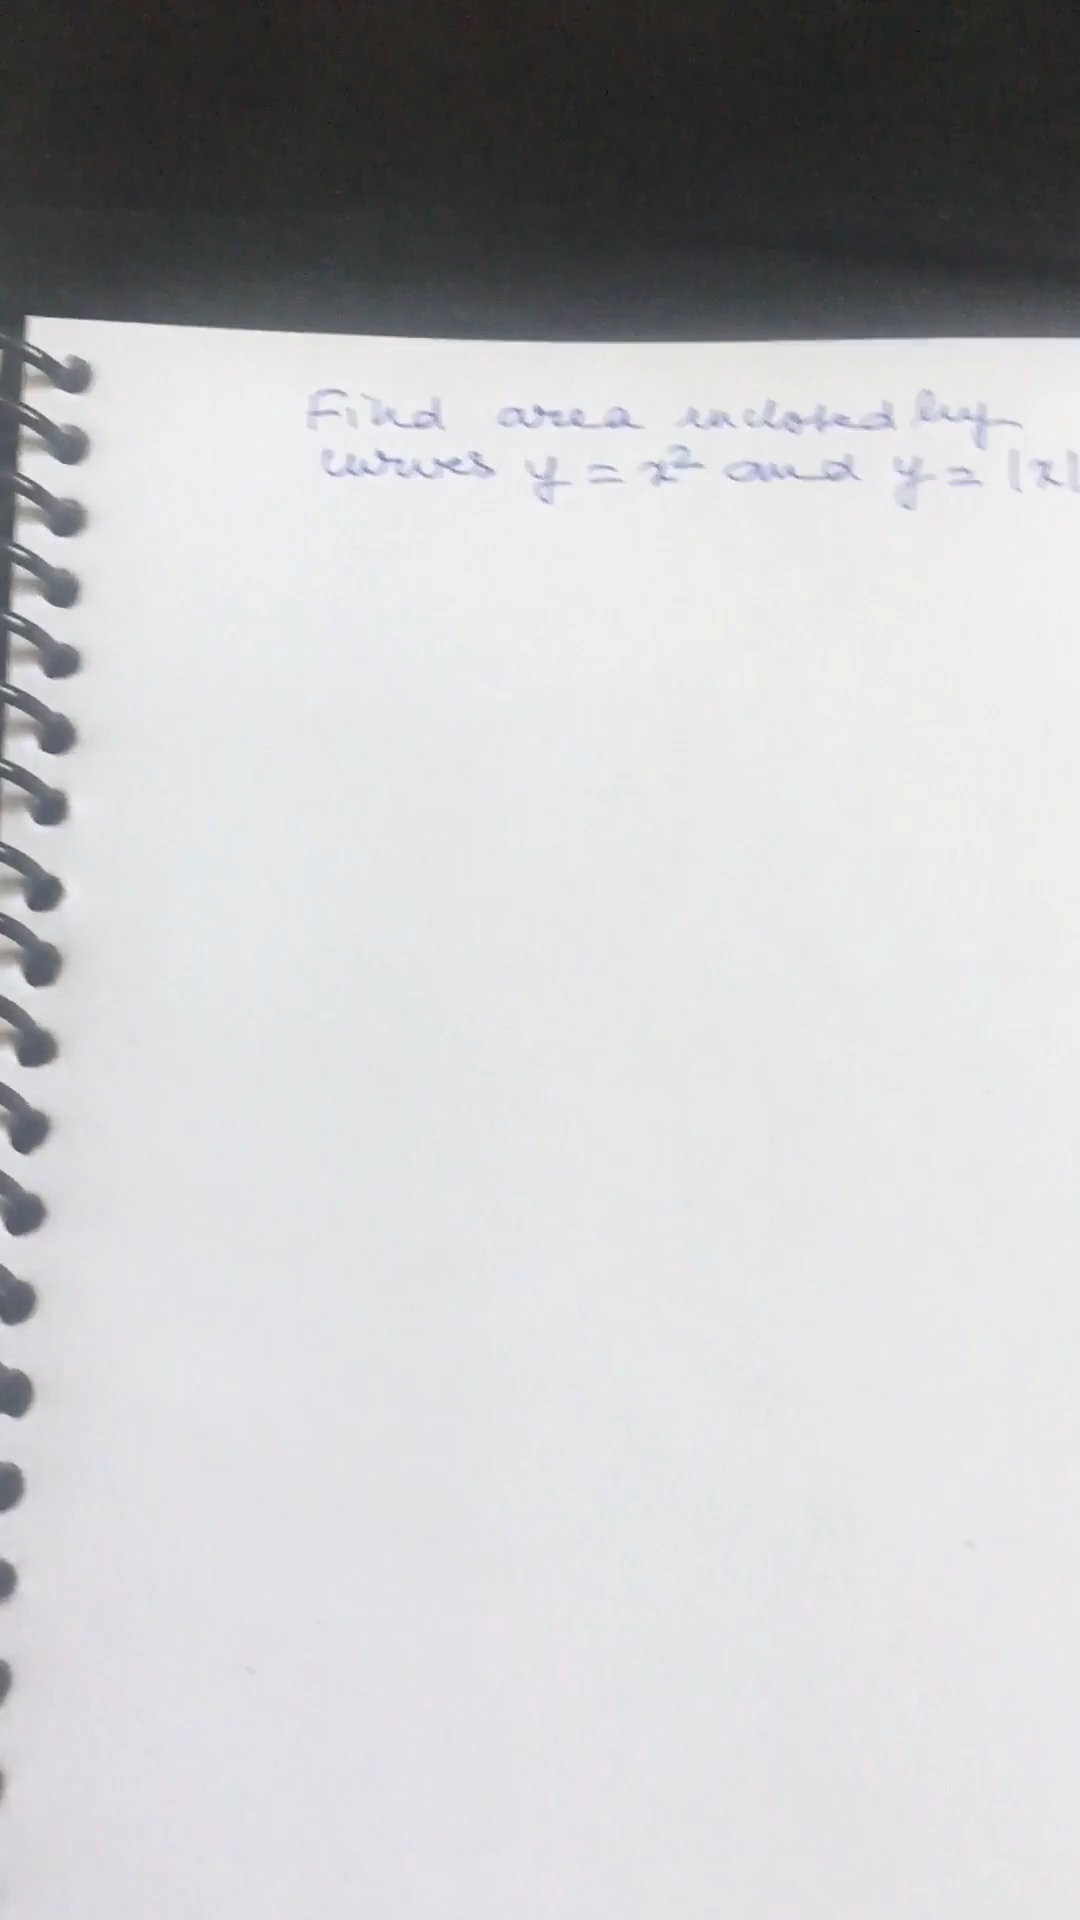 Find area enclosed by
curves y = x² and y = |x|